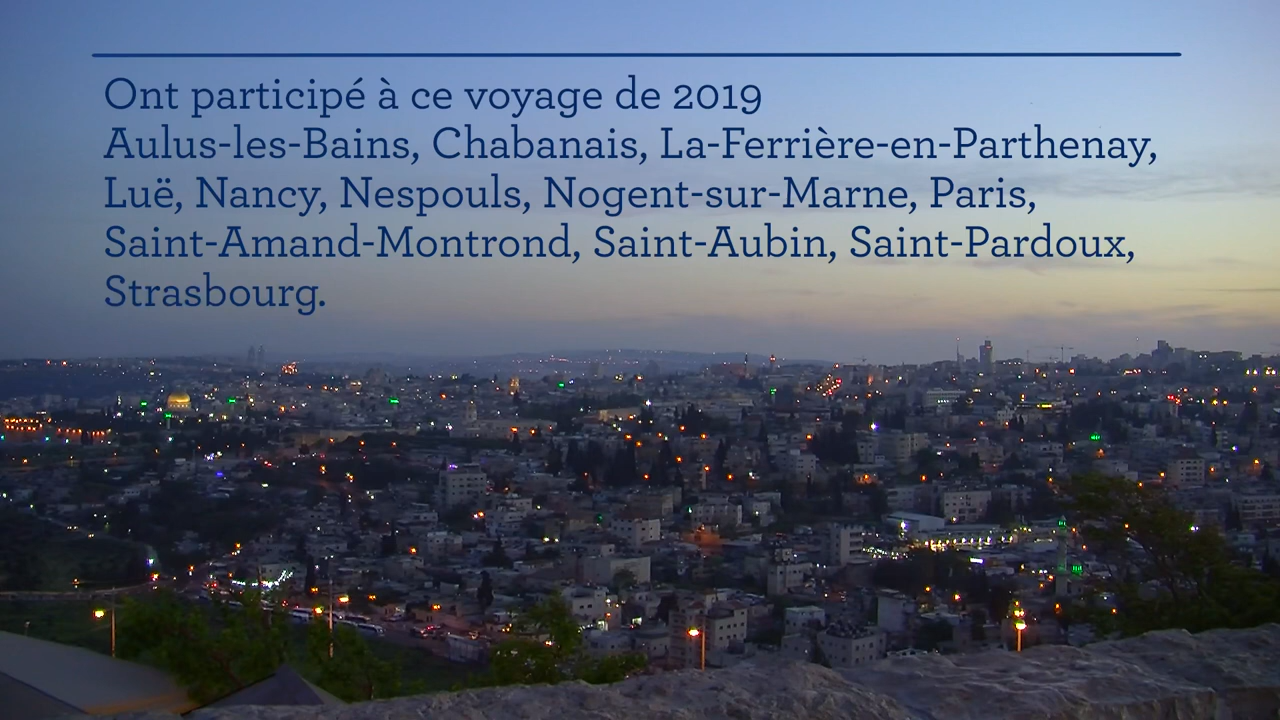 Ont participé à ce voyage de 2019
Aulus-les-Bains, Chabanais, La-Ferrière-en-Parthenay,
Luë, Nancy, Nespouls, Nogent-sur-Marne, Paris,
Saint-Amand-Montrond, Saint-Aubin, Saint-Pardoux,
Strasbourg.